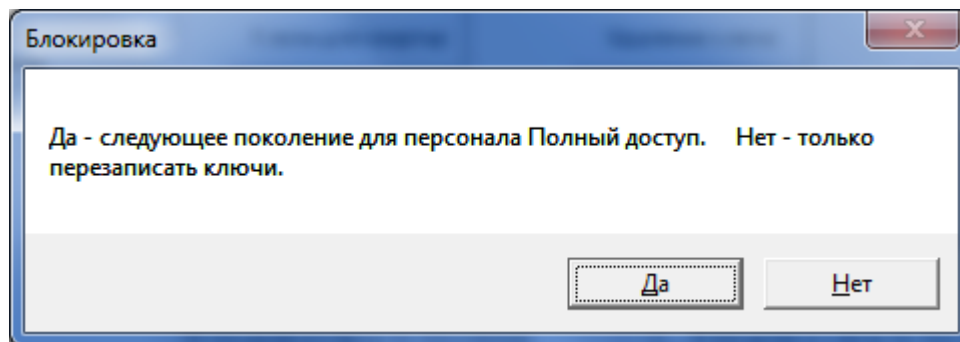 Блокировка
Да - следующее поколение для персонала Полный доступ. Нет - только
перезаписать ключи.
Да
Нет